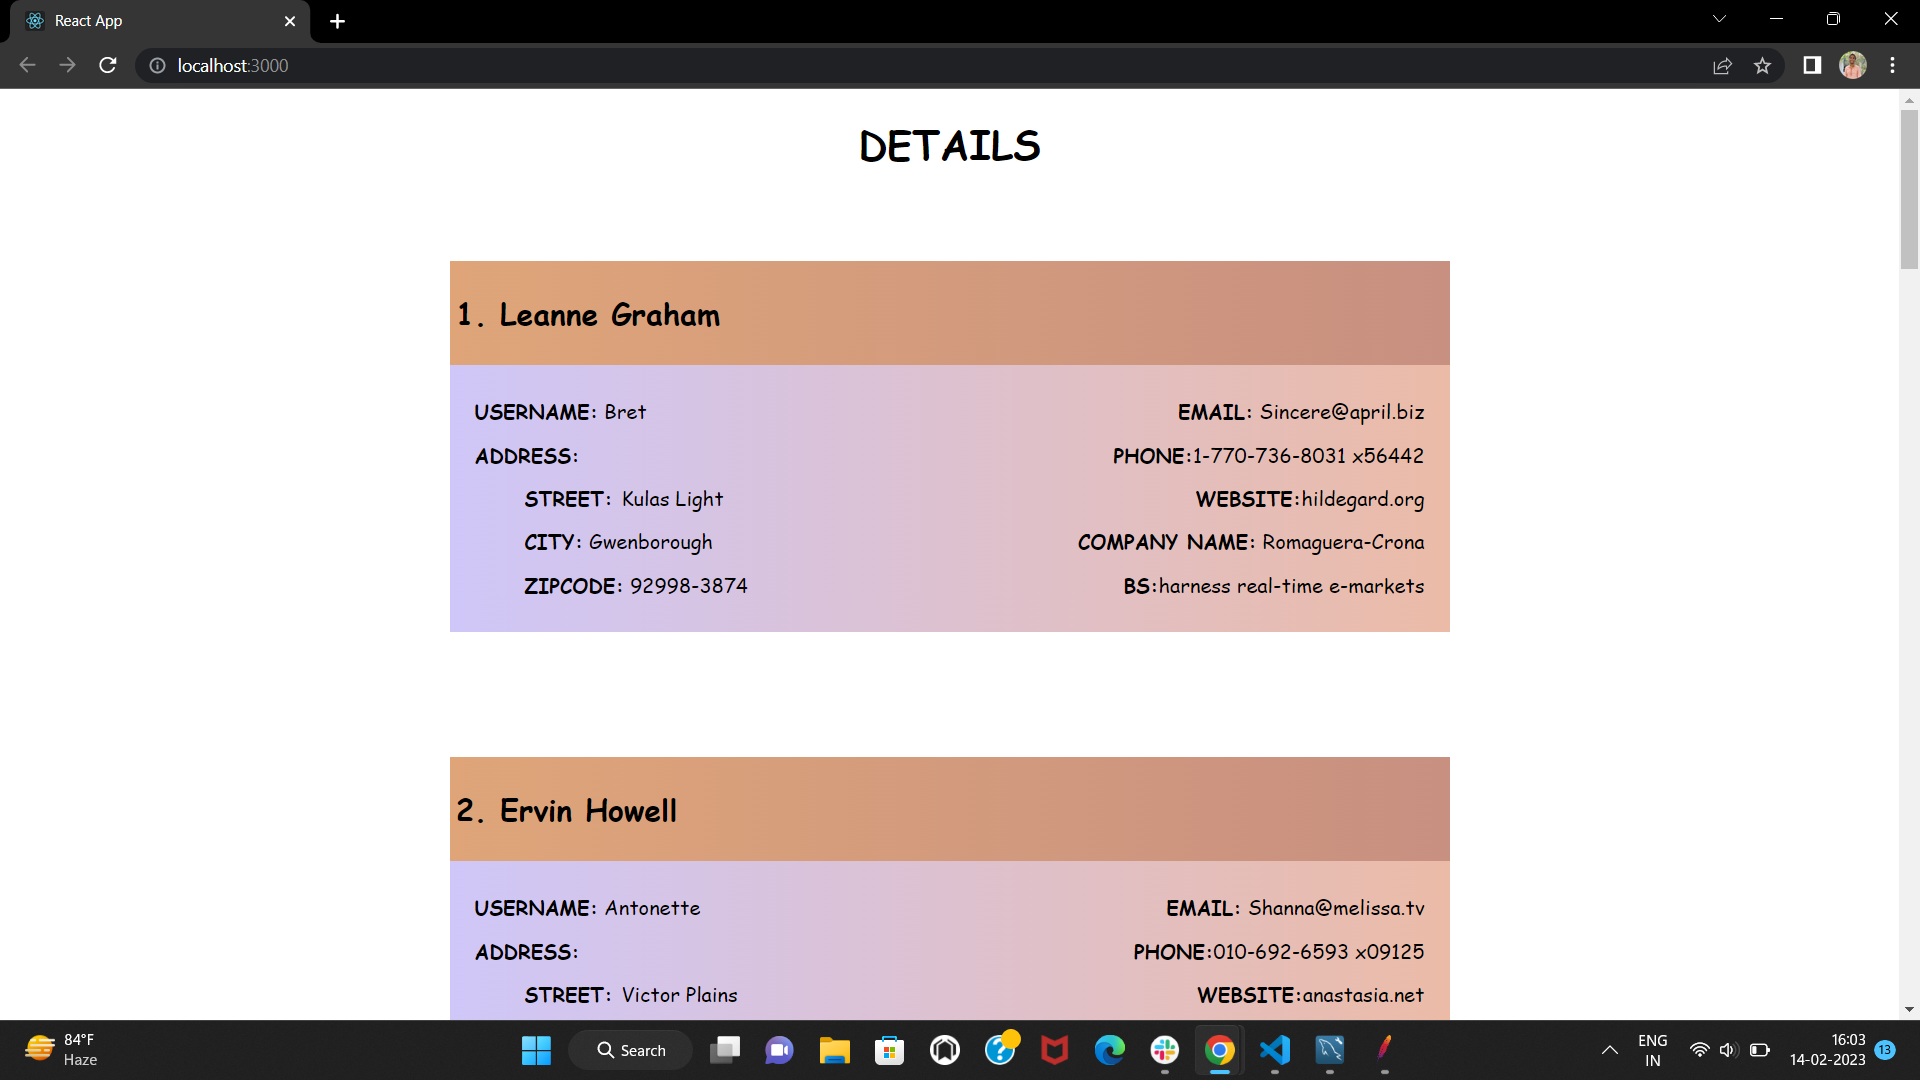 React App
localhost:3000
DETAILS
1. Leanne Graham
USERNAME: Bret
EMAIL: Sincere@april.biz
ADDRESS:
PHONE:1-770-736-8031 x56442
STREET: Kulas Light
WEBSITE:hildegard.org
CITY: Gwenborough
COMPANY NAME: Romaguera-Crona
ZIPCODE: 92998-3874
BS:harness real-time e-markets
2. Ervin Howell
USERNAME: Antonette
EMAIL: Shanna@melissa.tv
ADDRESS:
PHONE:010-692-6593 x09125
STREET: Victor Plains
WEBSITE:anastasia.net
84°F
Haze
Search
ENG
IN
16:03
14-02-2023
13